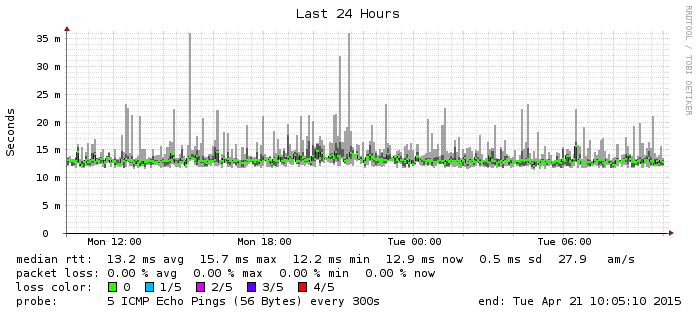 Last 24 Hours
RRDTOOL / TOBI OETIKER
Seconds
35 m
30 m
25 m
20 m
15 m
10 m
5 m
0
Mon 12:00 Mon 18:00 Tue 00:00 Tue 06:00
median rtt: 13.2 ms avg 15.7 ms max 12.2 ms min 12.9 ms now 0.5 ms sd 27.9 am/s
packet loss: 0.00 % avg 0.00 % max 0.00 % min 0.00 % now
loss color: 0 1/5 2/5 3/5 4/5
probe: 5 ICMP Echo Pings (56 Bytes) every 300s end: Tue Apr 21 10:05:10 2015